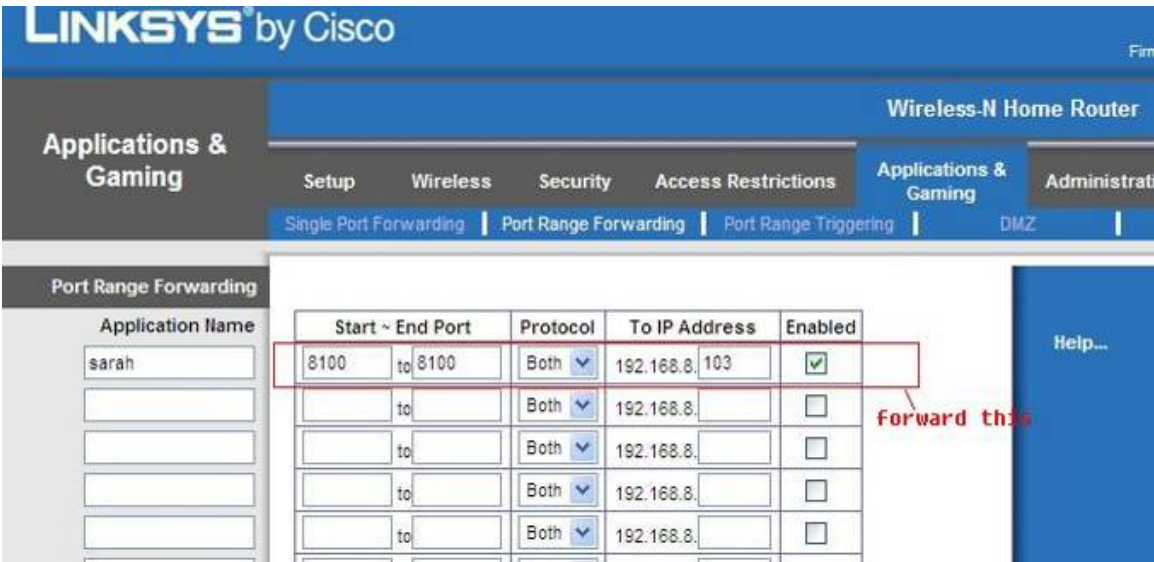 LINKSYS® by Cisco
Fim
Wireless-N Home Router
Applications &
Gaming
Setup Wireless Security Access Restrictions Applications & Gaming Administrati
Single Port Forwarding Port Range Forwarding Port Range Triggering DMZ
Port Range Forwarding
Application Name Start ~ End Port Protocol To IP Address Enabled
Help...
sarah 8100 to 8100 Both 192.168.8. 103
to Both 192.168.8.
forward this
to Both 192.168.8.
to Both 192.168.8.
to Both 192.168.8.